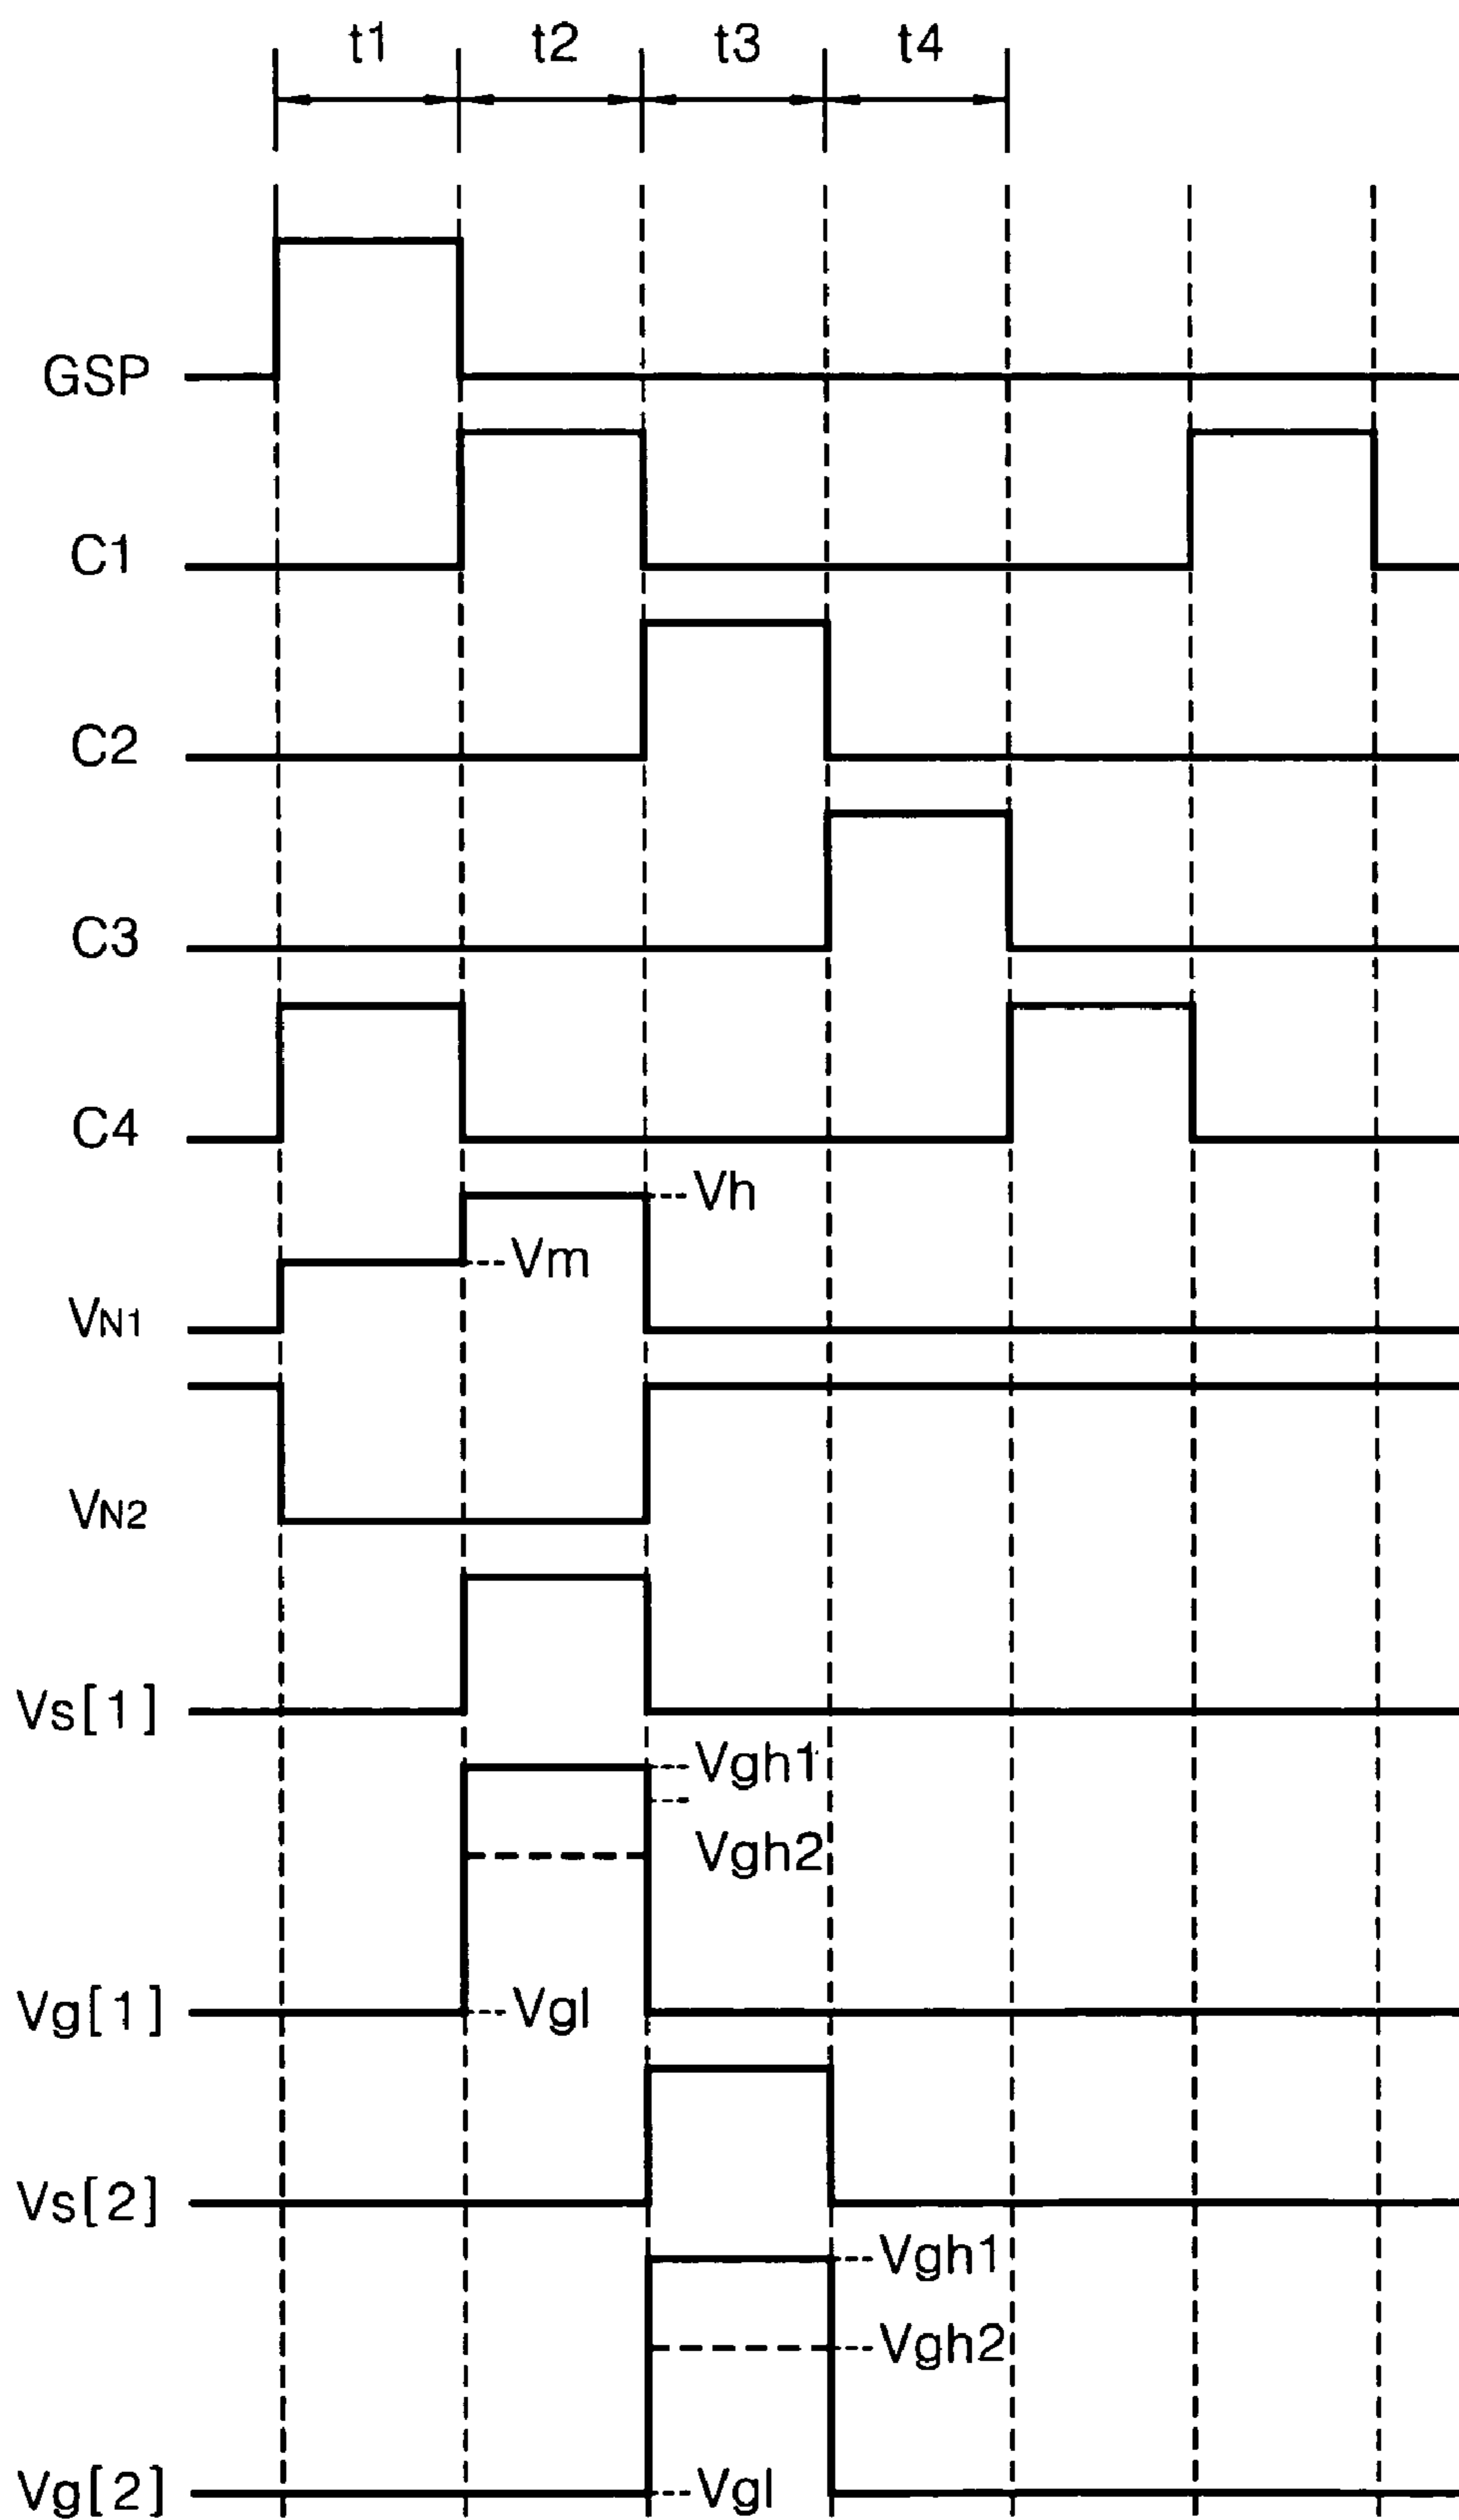 t1 t2 t3 t4
GSP
C1
C2
C3
C4
Vh
Vm
VN1
VN2
Vs[1]
Vgh1
Vgh2
Vg[1]
Vgl
Vs[2]
Vgh1
Vgh2
Vg[2]
Vgl